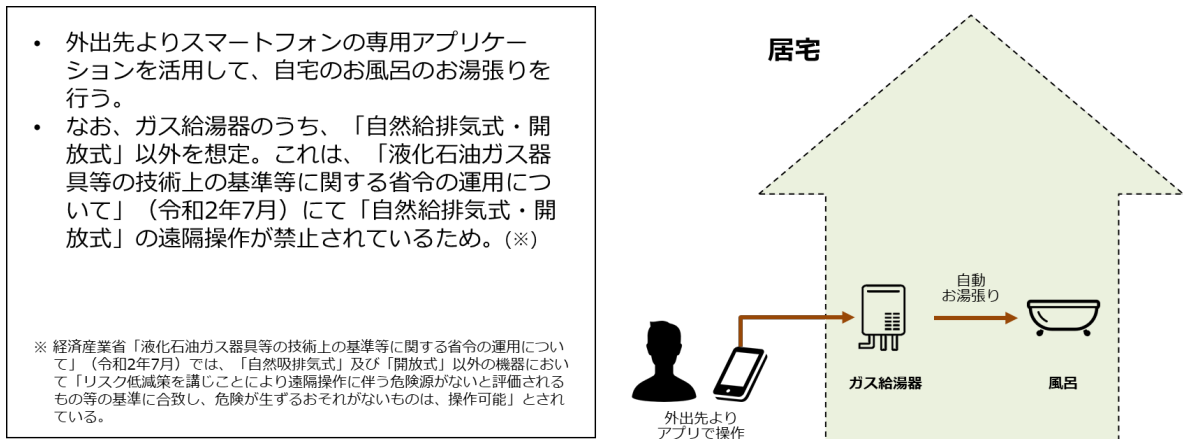 • 外出先よりスマートフォンの専用アプリケー
ションを活用して、自宅のお風呂のお湯張りを
行う。
• なお、ガス給湯器のうち、「自然給排気式・開
放式」以外を想定。これは、「液化石油ガス器
具等の技術上の基準等に関する省令の運用につ
いて」（令和2年7月）にて「自然給排気式・開
放式」の遠隔操作が禁止されているため。(※)
※ 経済産業省「液化石油ガス器具等の技術上の基準等に関する省令の運用につい
て」（令和2年7月）では、「自然吸排気式」及び「開放式」以外の機器におい
て「リスク低減策を講じことにより遠隔操作に伴う危険源がないと評価される
もの等の基準に合致し、危険が生ずるおそれがないものは、操作可能」とされ
ている。
居宅
自動
お湯張り
ガス給湯器
風呂
外出先より
アプリで操作